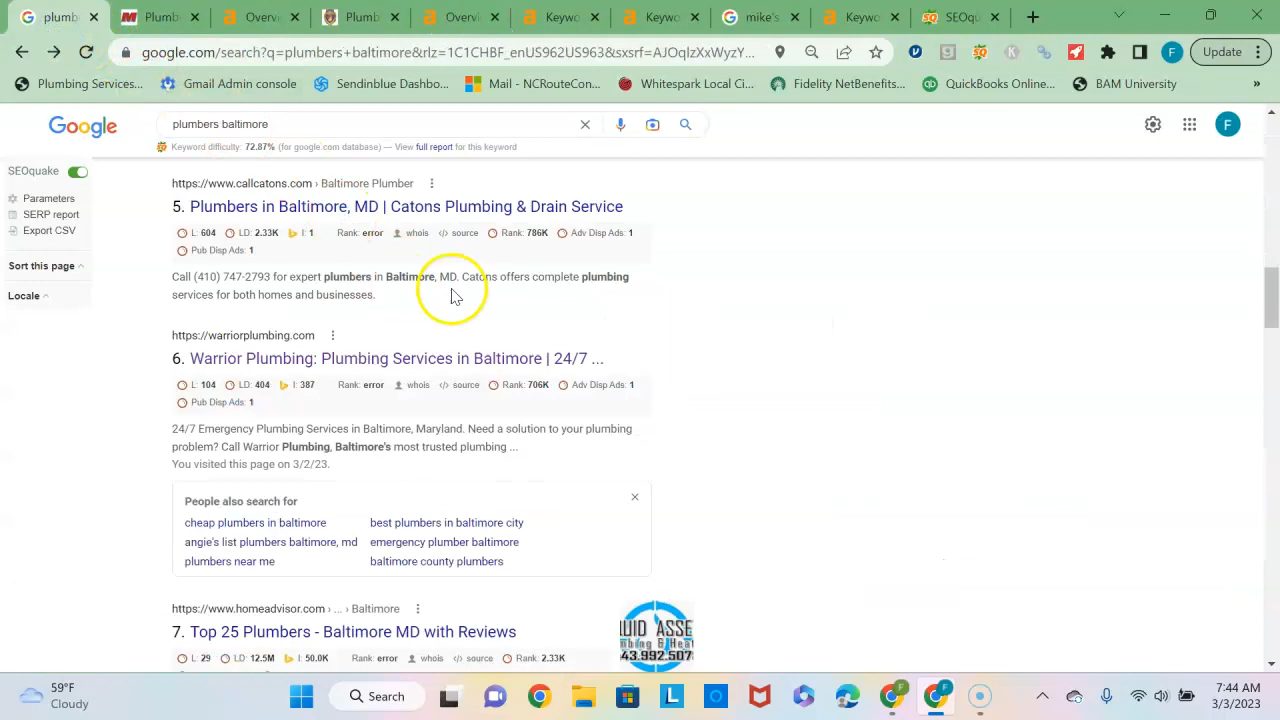 plumb
Plumb
Overvi
Plumb
Overvi
Keywo
Keywo
mike's
Keywo
SEOqu
google.com/search?q=plumbers+baltimore&rlz=1C1CHBF_enUS962US963&sxsrf=AJOqlzXxWyzY...
Update
Plumbing Services...
Gmail Admin console
Sendinblue Dashbo...
Mail - NCRouteCon...
Whitespark Local Ci...
Fidelity NetBenefits...
QuickBooks Online...
BAM University
»
Google
plumbers baltimore
F
Keyword difficulty: 72.87% (for google.com database) — View full report for this keyword
SEOquake
Parameters
SERP report
Export CSV
Sort this page
Locale
https://www.callcatons.com › Baltimore Plumber
5. Plumbers in Baltimore, MD | Catons Plumbing & Drain Service
L: 604 LD: 2.33K I: 1 Rank: error whois </> source Rank: 786K Adv Disp Ads: 1
Pub Disp Ads: 1
Call (410) 747-2793 for expert plumbers in Baltimore, MD. Catons offers complete plumbing
services for both homes and businesses.
https://warriorplumbing.com
6. Warrior Plumbing: Plumbing Services in Baltimore | 24/7 ...
L: 104 LD: 404 I: 387 Rank: error whois </> source Rank: 706K Adv Disp Ads: 1
Pub Disp Ads: 1
24/7 Emergency Plumbing Services in Baltimore, Maryland. Need a solution to your plumbing
problem? Call Warrior Plumbing, Baltimore's most trusted plumbing ...
You visited this page on 3/2/23.
People also search for
cheap plumbers in baltimore
best plumbers in baltimore city
angie's list plumbers baltimore, md
emergency plumber baltimore
plumbers near me
baltimore county plumbers
https://www.homeadvisor.com › ... › Baltimore
7. Top 25 Plumbers - Baltimore MD with Reviews
L: 29 LD: 12.5M I: 50.0K Rank: error whois </> source Rank: 2.33K
UID ASSE
mbing & Hea
43.992.507
59°F
Cloudy
Search
7:44 AM
3/3/2023